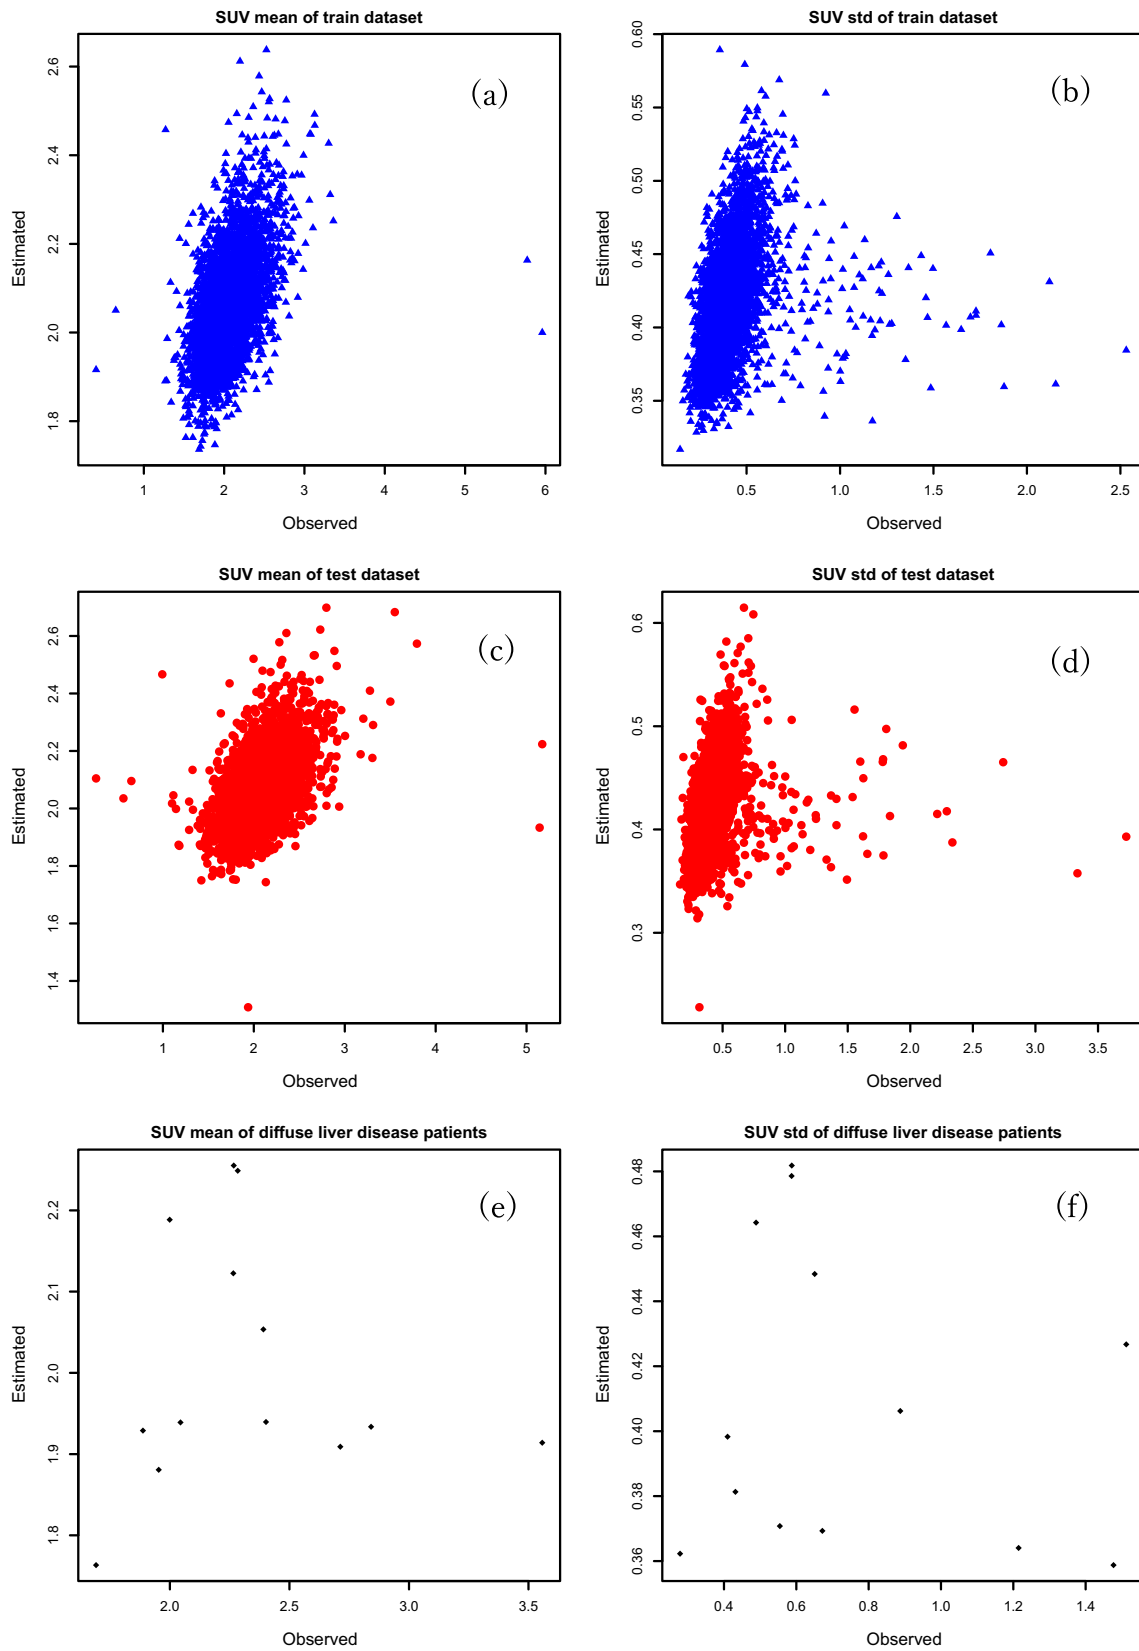 SUV mean of train dataset
(a)
Estimated
2.6
2.4
2.2
2.0
1.8
1 2 3 4 5 6
Observed
SUV std of train dataset
(b)
Estimated
0.60
0.55
0.50
0.45
0.40
0.35
0.5 1.0 1.5 2.0 2.5
Observed
SUV mean of test dataset
(c)
Estimated
2.6
2.4
2.2
2.0
1.8
1.6
1.4
1 2 3 4 5
Observed
SUV std of test dataset
(d)
Estimated
0.6
0.5
0.4
0.3
0.5 1.0 1.5 2.0 2.5 3.0 3.5
Observed
SUV mean of diffuse liver disease patients
(e)
Estimated
2.2
2.1
2.0
1.9
1.8
2.0 2.5 3.0 3.5
Observed
SUV std of diffuse liver disease patients
(f)
Estimated
0.48
0.46
0.44
0.42
0.40
0.38
0.36
0.4 0.6 0.8 1.0 1.2 1.4
Observed